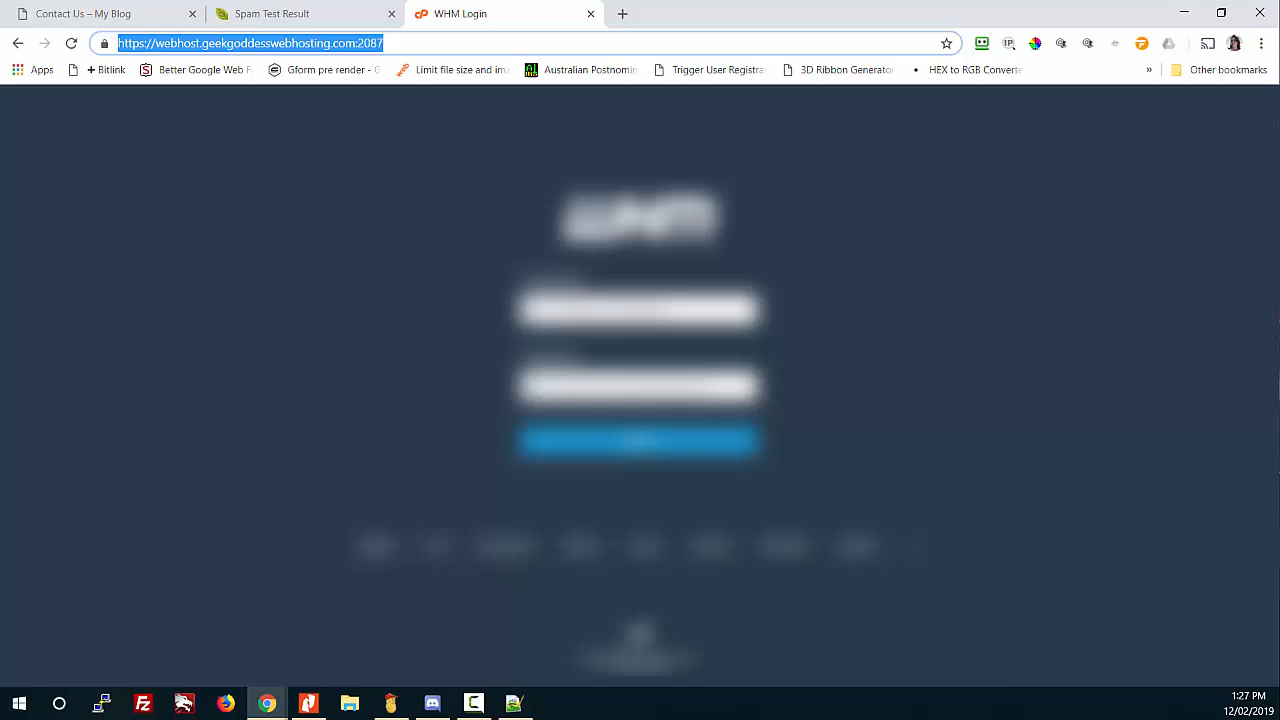 Contact Us – My Blog
Spam Test Result
WHM Login
https://webhost.geekgoddesswebhosting.com:2087
Apps
+ Bitlink
Better Google Web F
Gform pre render - G
Limit file size and ima
Australian Postnomin
Trigger User Registra
3D Ribbon Generator
HEX to RGB Converte
»
Other bookmarks
WHM
1:27 PM
12/02/2019